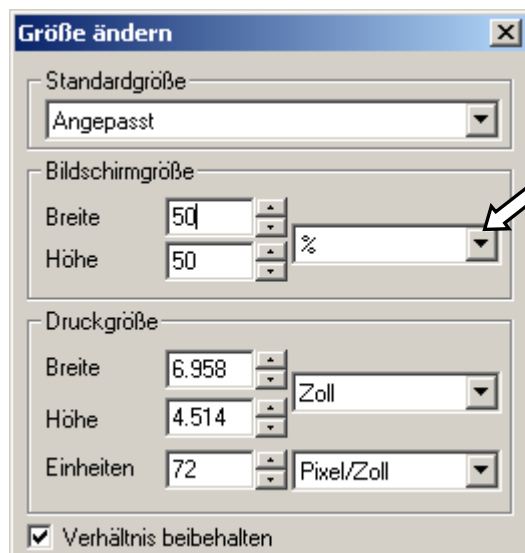 Größe ändern
Standardgröße
Angepasst
Bildschirmgröße
Breite 50
%
Höhe 50
Druckgröße
Breite 6.958
Zoll
Höhe 4.514
Einheiten 72 Pixel/Zoll
Verhältnis beibehalten